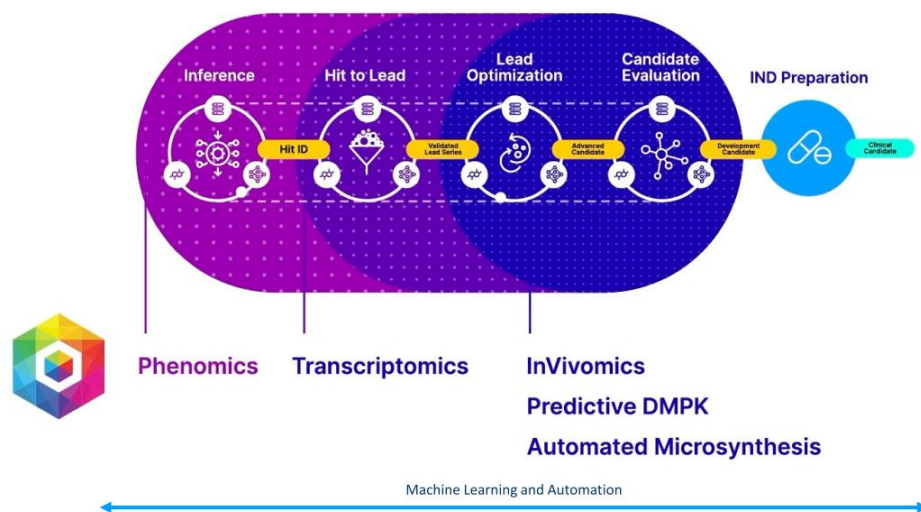 Inference
Hit to Lead
Lead
Optimization
Candidate
Evaluation
IND Preparation
Hit ID
Validated
Lead Series
Advanced
Candidate
Development
Candidate
Clinical
Candidate
Phenomics
Transcriptomics
InVivomics
Predictive DMPK
Automated Microsynthesis
Machine Learning and Automation